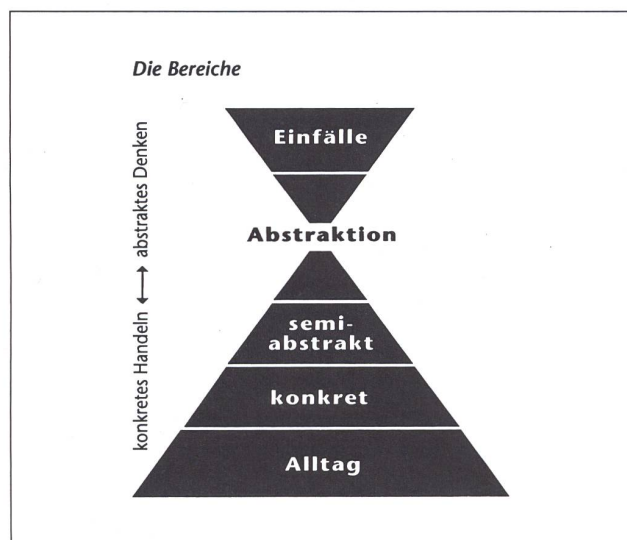 Die Bereiche
konkretes Handeln ⟷ abstraktes Denken
Einfälle
Abstraktion
semi-
abstrakt
konkret
Alltag